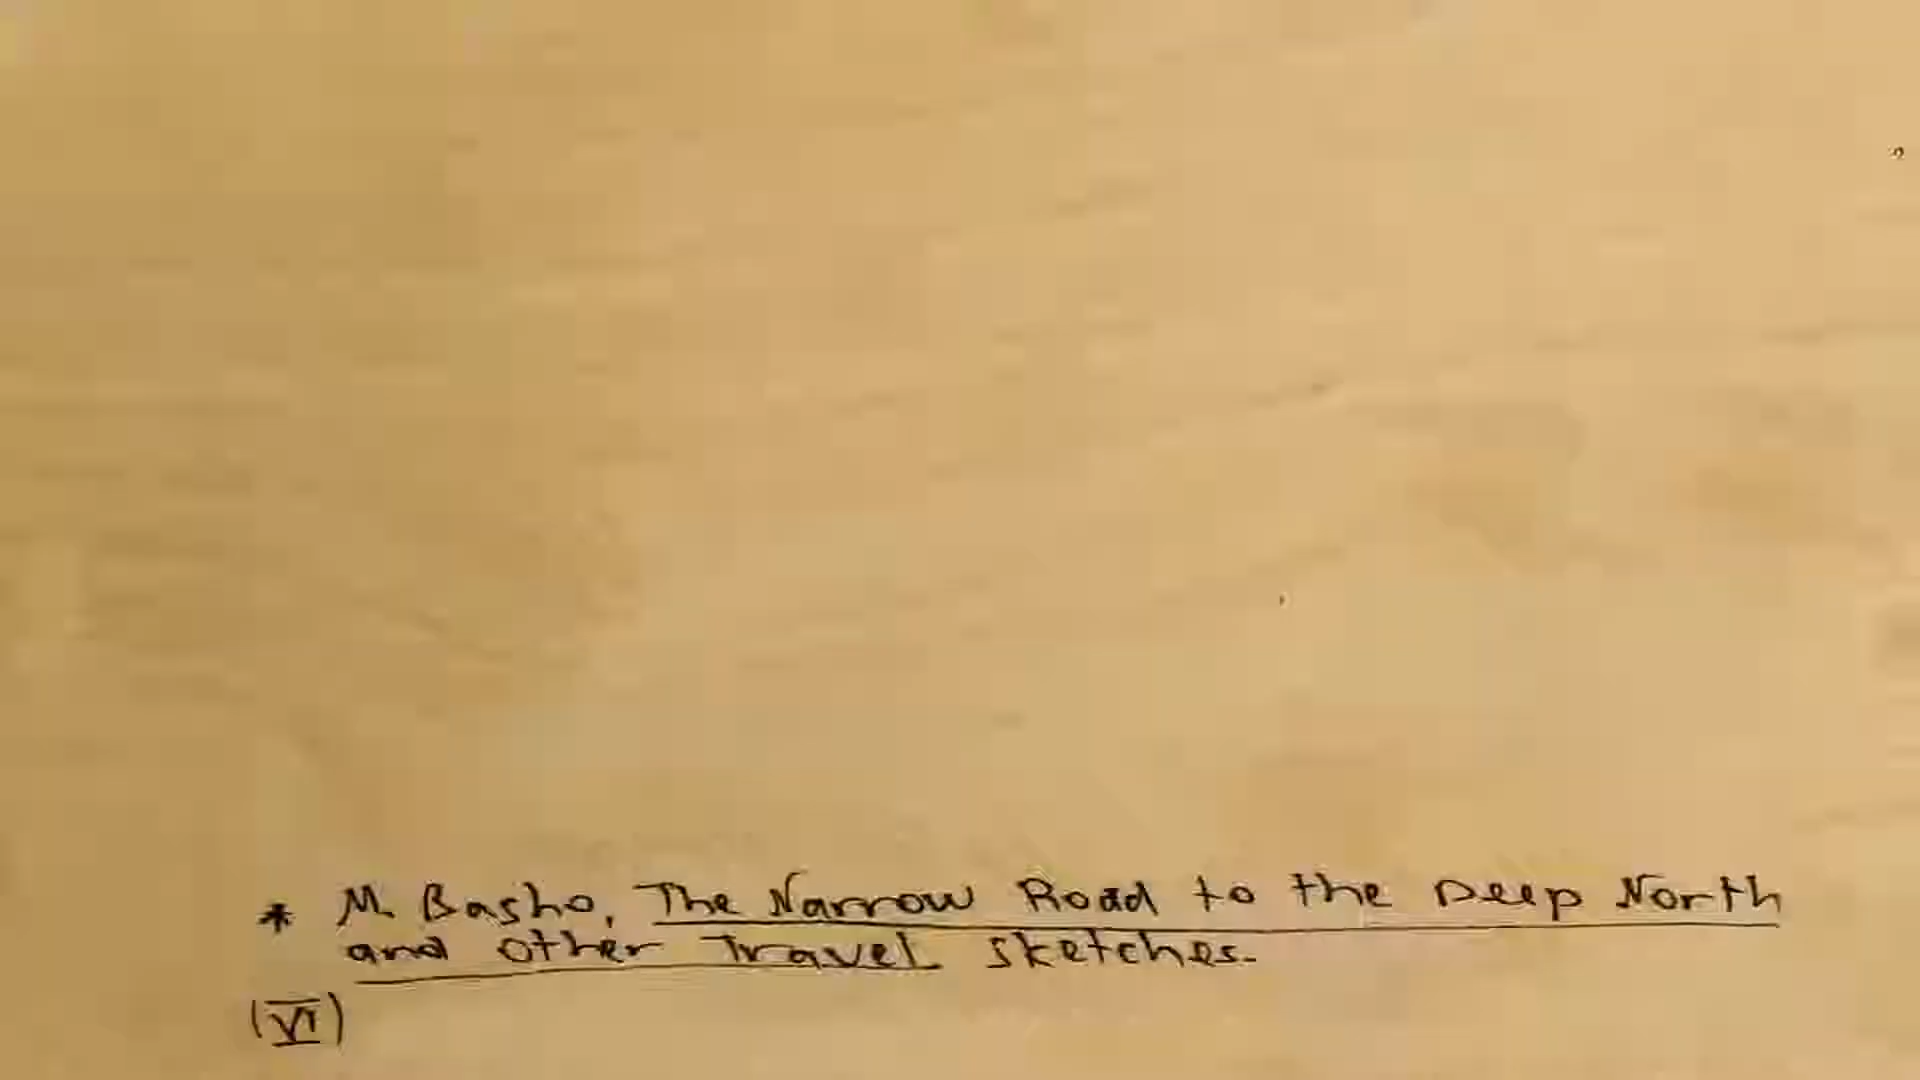 * M. Basho, The Narrow Road to the Deep North
and other Travel sketches.
(VI)